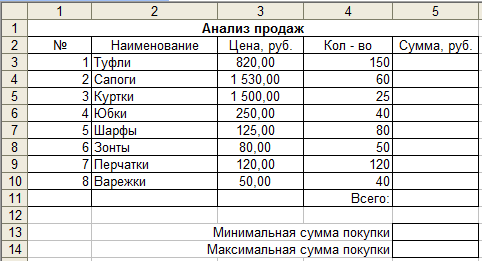 1 2 3 4 5
1 Анализ продаж
2 № Наименование Цена, руб. Кол - во Сумма, руб.
3 1 Туфли 820,00 150
4 2 Сапоги 1 530,00 60
5 3 Куртки 1 500,00 25
6 4 Юбки 250,00 40
7 5 Шарфы 125,00 80
8 6 Зонты 80,00 50
9 7 Перчатки 120,00 120
10 8 Варежки 50,00 40
11 Всего:
12
13 Минимальная сумма покупки
14 Максимальная сумма покупки